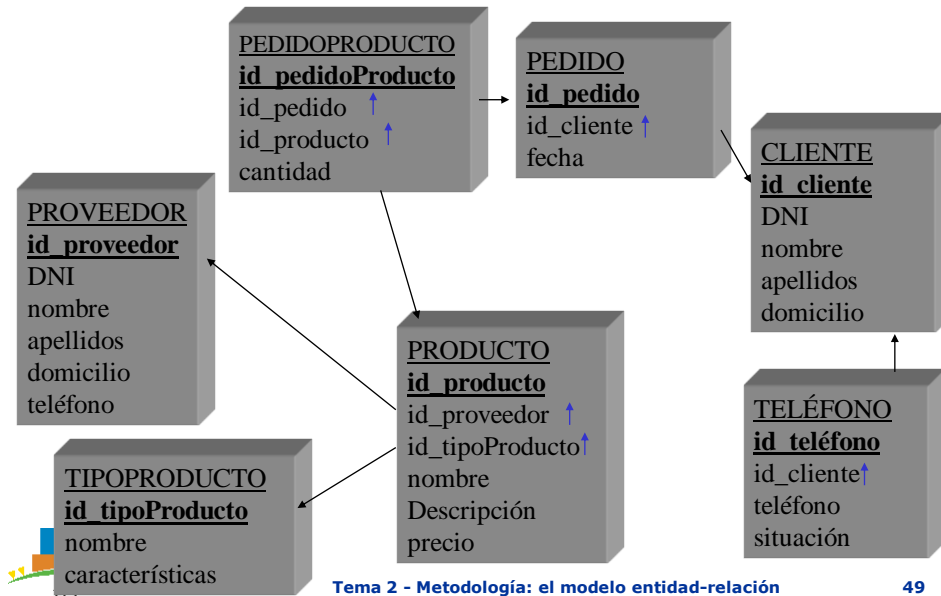 PEDIDOPRODUCTO
id_pedidoProducto
id_pedido
id_producto
cantidad
PEDIDO
id_pedido
id_cliente
fecha
CLIENTE
id_cliente
DNI
nombre
apellidos
domicilio
PROVEEDOR
id_proveedor
DNI
nombre
apellidos
domicilio
teléfono
PRODUCTO
id_producto
id_proveedor
id_tipoProducto
nombre
Descripción
precio
TELÉFONO
id_teléfono
id_cliente
teléfono
situación
TIPOPRODUCTO
id_tipoProducto
nombre
características
Tema 2 - Metodología: el modelo entidad-relación
49